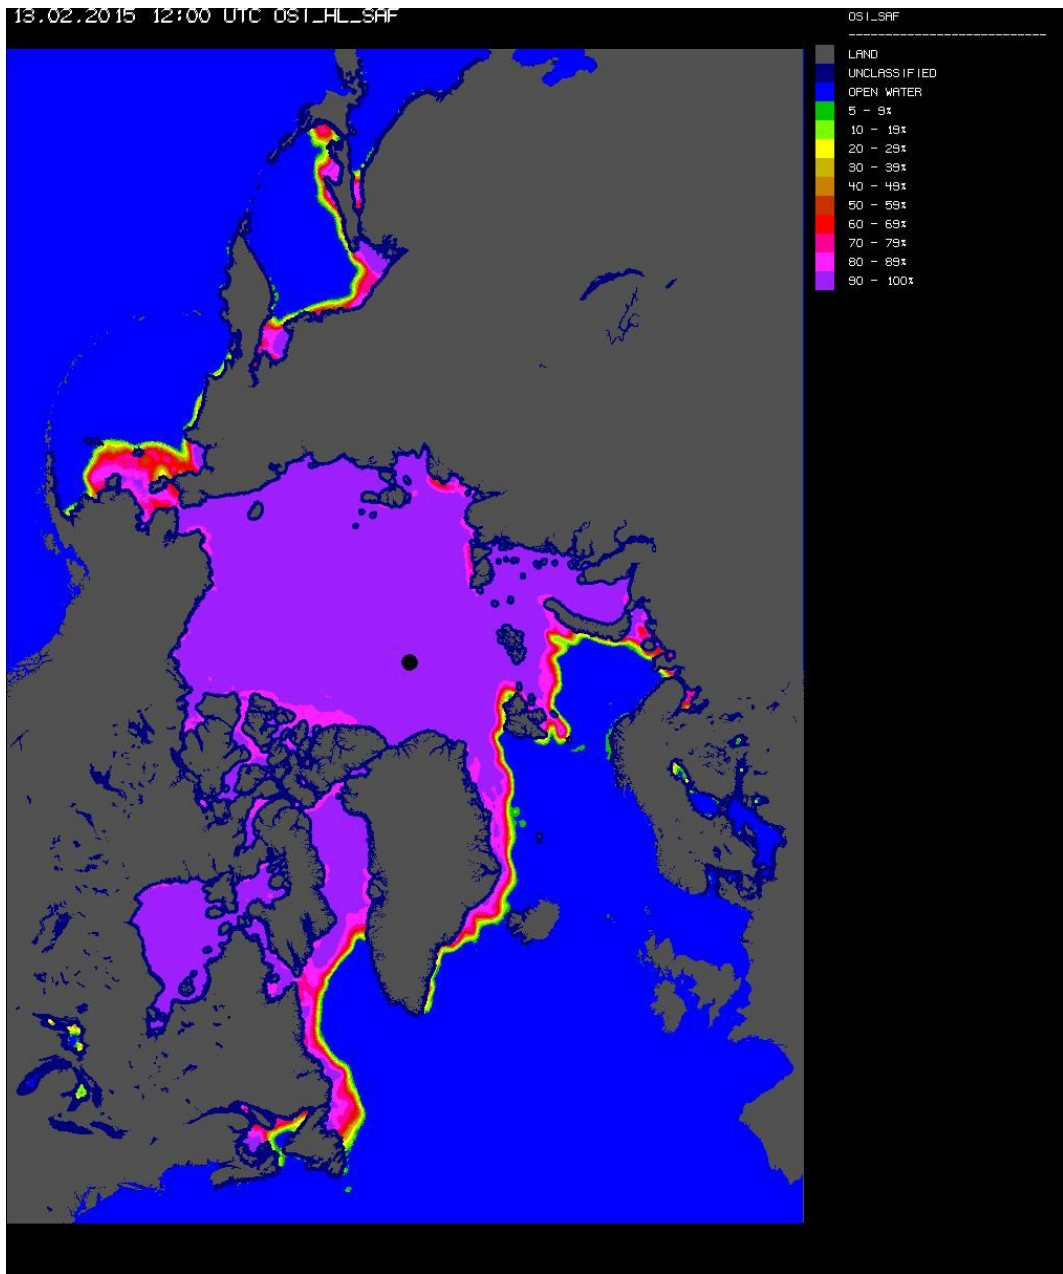 13.02.2015 12:00 UTC OSI_HL_SAF
OSI_SAF
---------------------------
LAND
UNCLASSIFIED
OPEN WATER
5 - 9%
10 - 19%
20 - 29%
30 - 39%
40 - 49%
50 - 59%
60 - 69%
70 - 79%
80 - 89%
90 - 100%